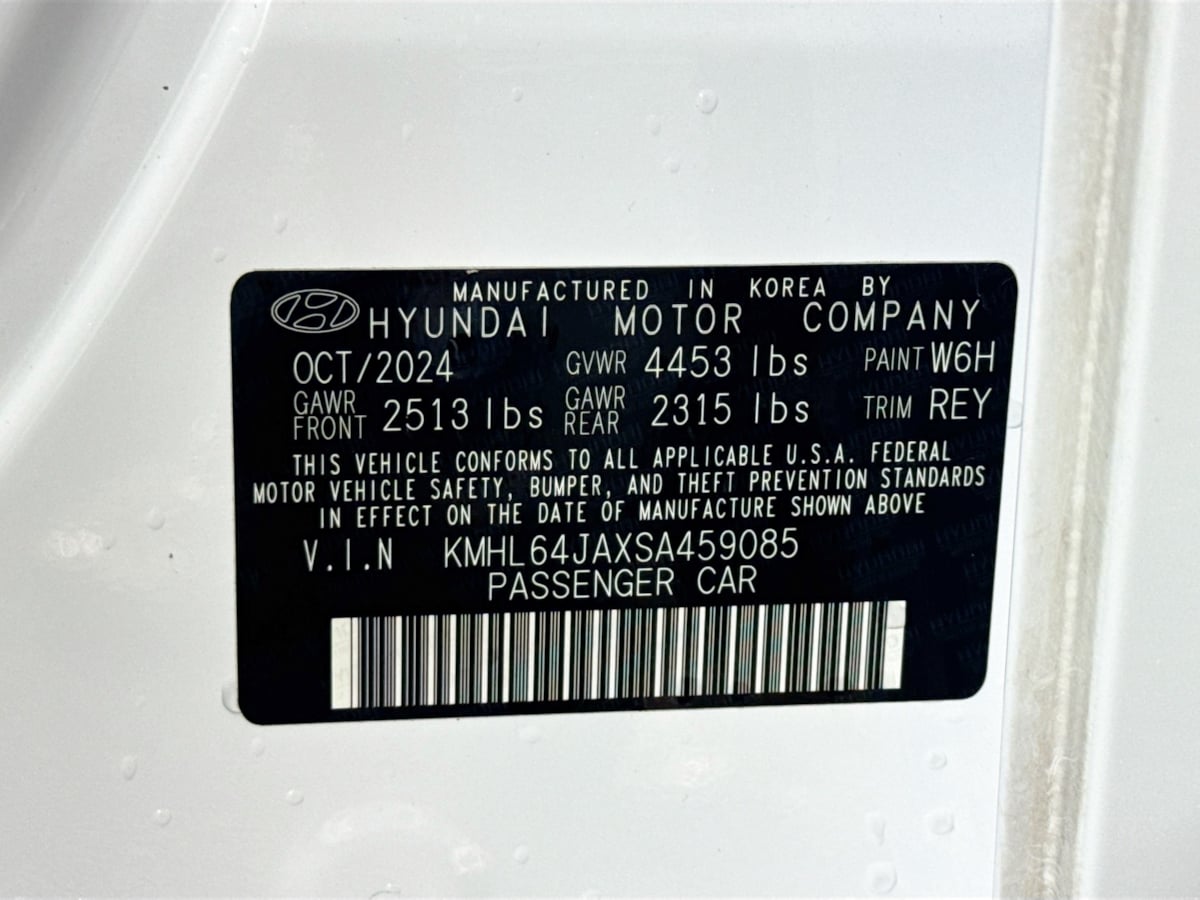 MANUFACTURED IN KOREA BY
HYUNDAI MOTOR COMPANY
OCT/2024 GVWR 4453 lbs PAINT W6H
GAWR FRONT 2513 lbs GAWR REAR 2315 lbs TRIM REY
THIS VEHICLE CONFORMS TO ALL APPLICABLE U.S.A. FEDERAL
MOTOR VEHICLE SAFETY, BUMPER, AND THEFT PREVENTION STANDARDS
IN EFFECT ON THE DATE OF MANUFACTURE SHOWN ABOVE
V.I.N KMHL64JAXSA459085
PASSENGER CAR